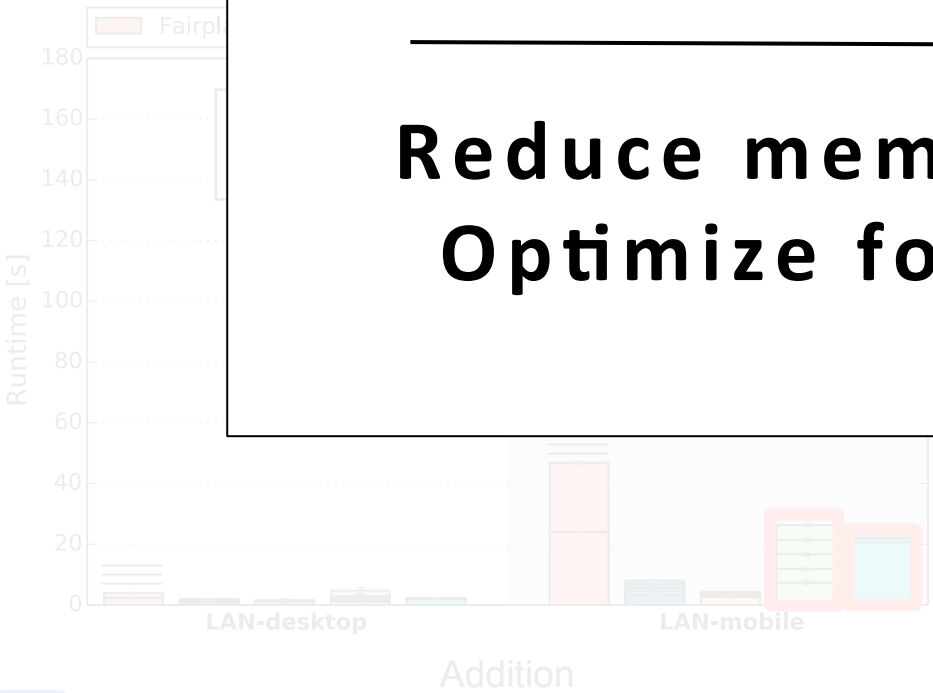 Fairpl
180
160
140
120
100
80
60
40
20
0
Runtime [s]
Reduce mem
Optimize fo
LAN-desktop LAN-mobile
Addition